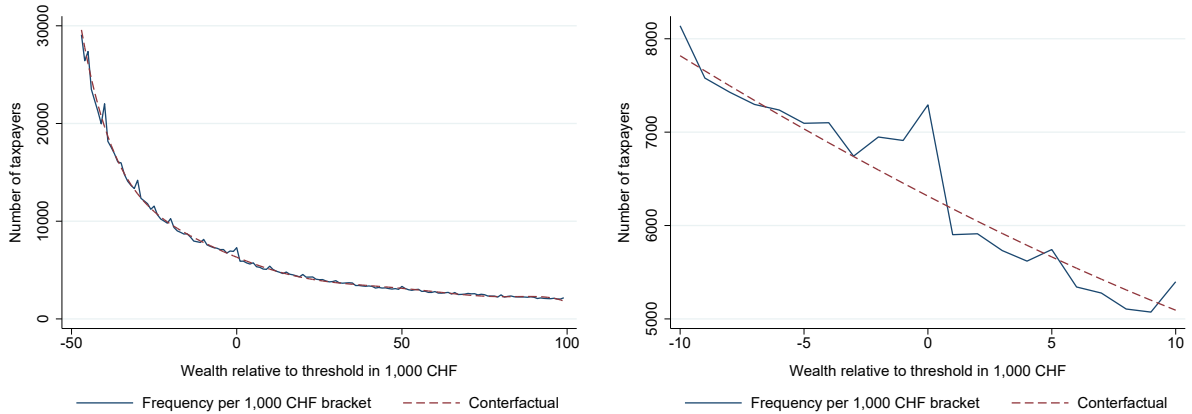 Number of taxpayers
30000
20000
10000
0
-50 0 50 100
Wealth relative to threshold in 1,000 CHF
Frequency per 1,000 CHF bracket Conterfactual
Number of taxpayers
8000
7000
6000
5000
-10 -5 0 5 10
Wealth relative to threshold in 1,000 CHF
Frequency per 1,000 CHF bracket Conterfactual